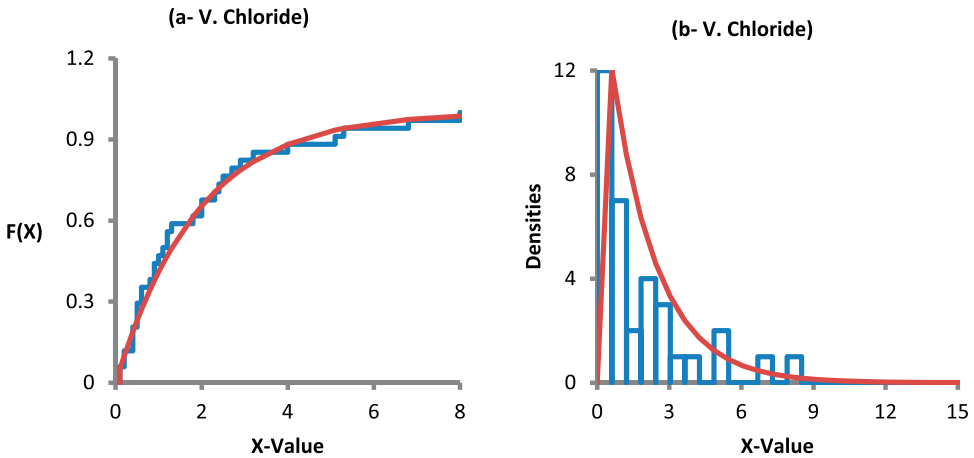 (a- V. Chloride)
1.2
0.9
0.6
0.3
0
F(X)
0 2 4 6 8
X-Value
(b- V. Chloride)
12
8
4
0
Densities
0 3 6 9 12 15
X-Value